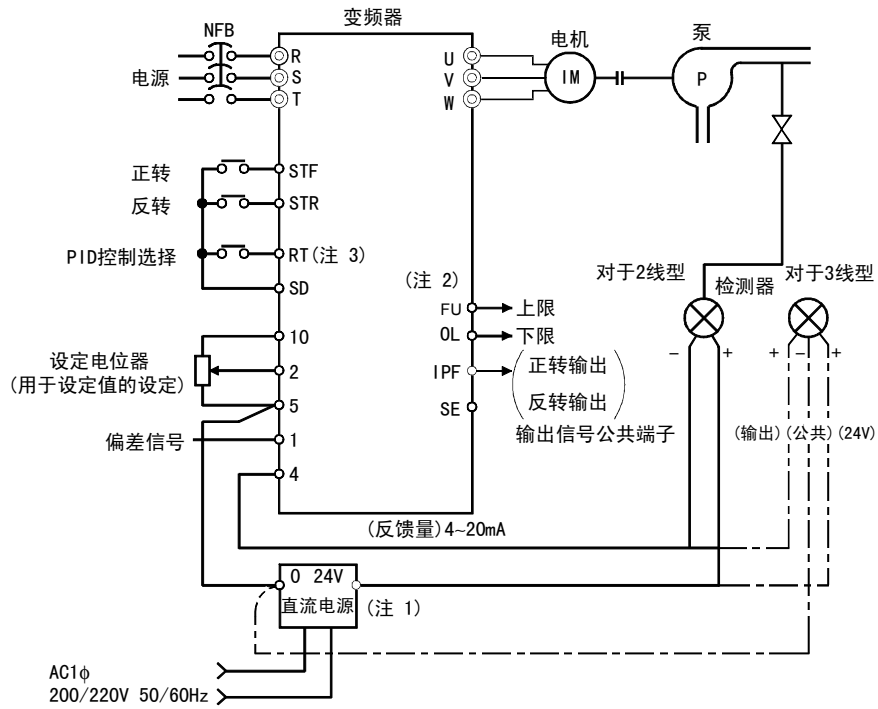 变频器
NFB
电源
R
S
T
U
V
W
电机
IM
泵
P
正转
STF
反转
STR
PID控制选择
RT(注 3)
SD
(注 2)
FU
上限
OL
下限
IPF
正转输出
反转输出
SE
输出信号公共端子
10
设定电位器
(用于设定值的设定)
2
5
偏差信号
1
4
对于2线型
检测器
对于3线型
- +
+ - +
(输出)(公共)(24V)
(反馈量)4~20mA
0 24V
直流电源
(注 1)
AC1ϕ
200/220V 50/60Hz